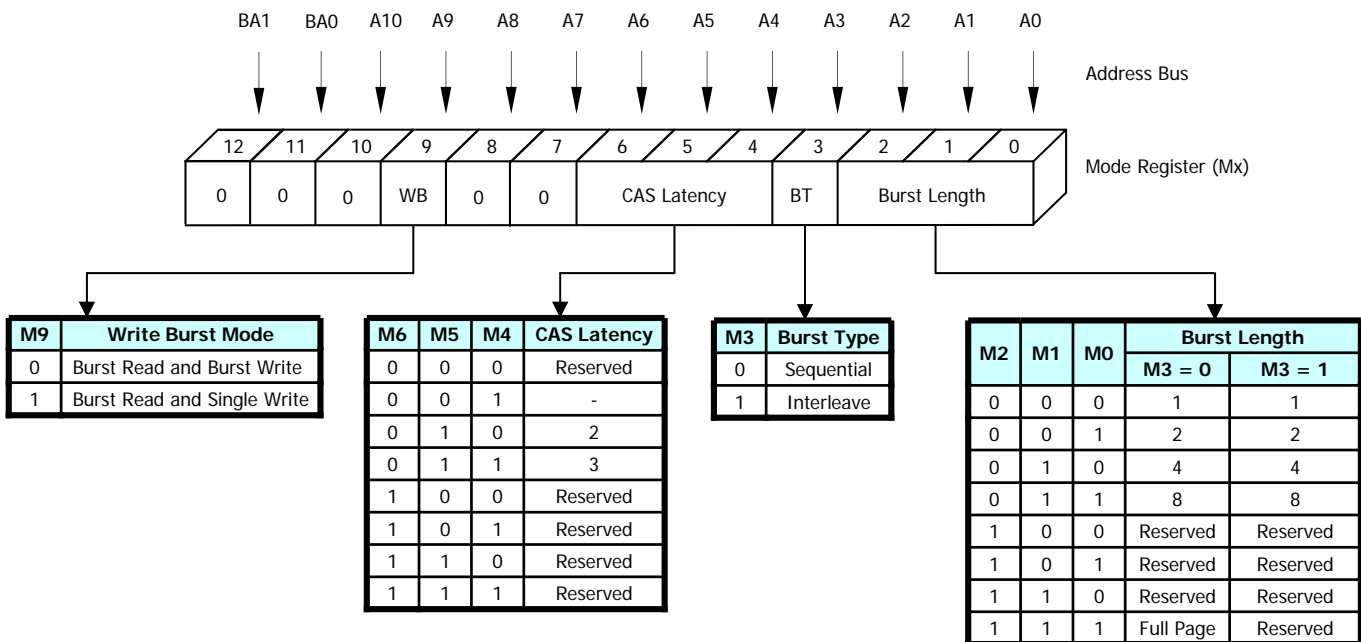 BA1 BA0 A10 A9 A8 A7 A6 A5 A4 A3 A2 A1 A0
Address Bus
12 11 10 9 8 7 6 5 4 3 2 1 0
Mode Register (Mx)
0 0 0 WB 0 0 CAS Latency BT Burst Length
M9 Write Burst Mode
0 Burst Read and Burst Write
1 Burst Read and Single Write
M6 M5 M4 CAS Latency
0 0 0 Reserved
0 0 1 -
0 1 0 2
0 1 1 3
1 0 0 Reserved
1 0 1 Reserved
1 1 0 Reserved
1 1 1 Reserved
M3 Burst Type
0 Sequential
1 Interleave
M2 M1 M0 Burst Length
M3 = 0 M3 = 1
0 0 0 1 1
0 0 1 2 2
0 1 0 4 4
0 1 1 8 8
1 0 0 Reserved Reserved
1 0 1 Reserved Reserved
1 1 0 Reserved Reserved
1 1 1 Full Page Reserved